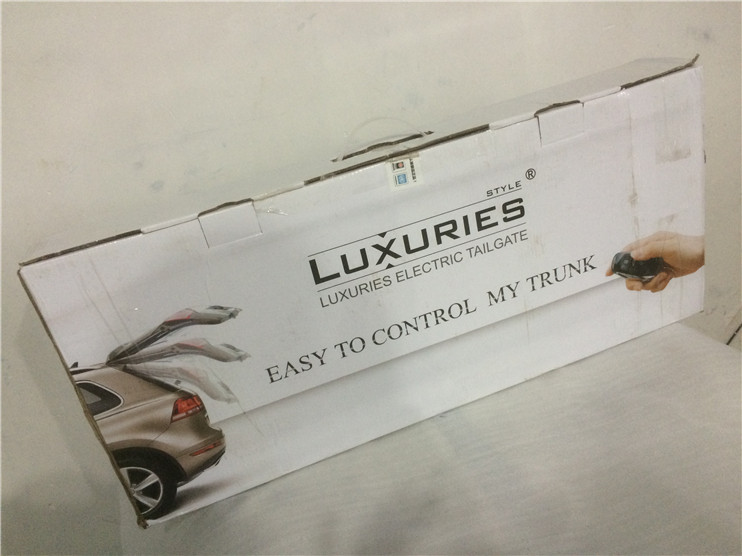 STYLE ®
LUXURIES
LUXURIES ELECTRIC TAILGATE
EASY TO CONTROL MY TRUNK